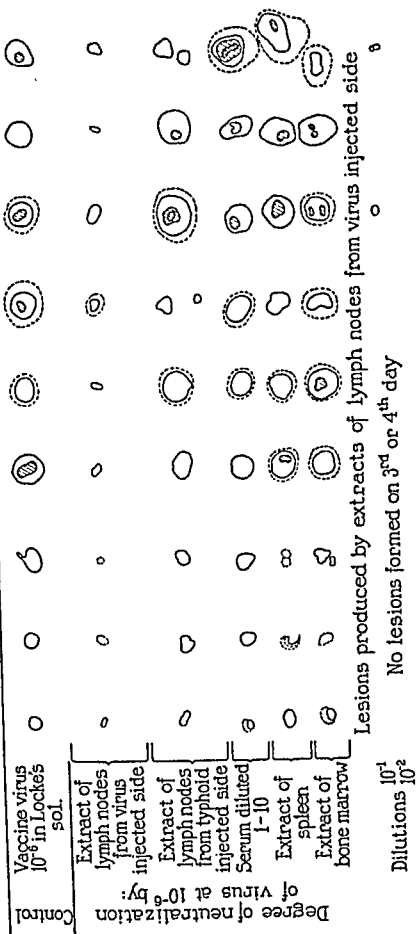 Control
Vaccine virus
10⁻⁶ in Locke's
sol.
Degree of neutralization
of virus at 10⁻⁶ by:
Extract of
lymph nodes
from virus
injected side
Extract of
lymph nodes
from typhoid
injected side
Serum diluted
1-10
Extract of
spleen
Extract of
bone marrow
Lesions produced by extracts of lymph nodes from virus injected side
Dilutions 10⁻¹
10⁻²
No lesions formed on 3rd or 4th day